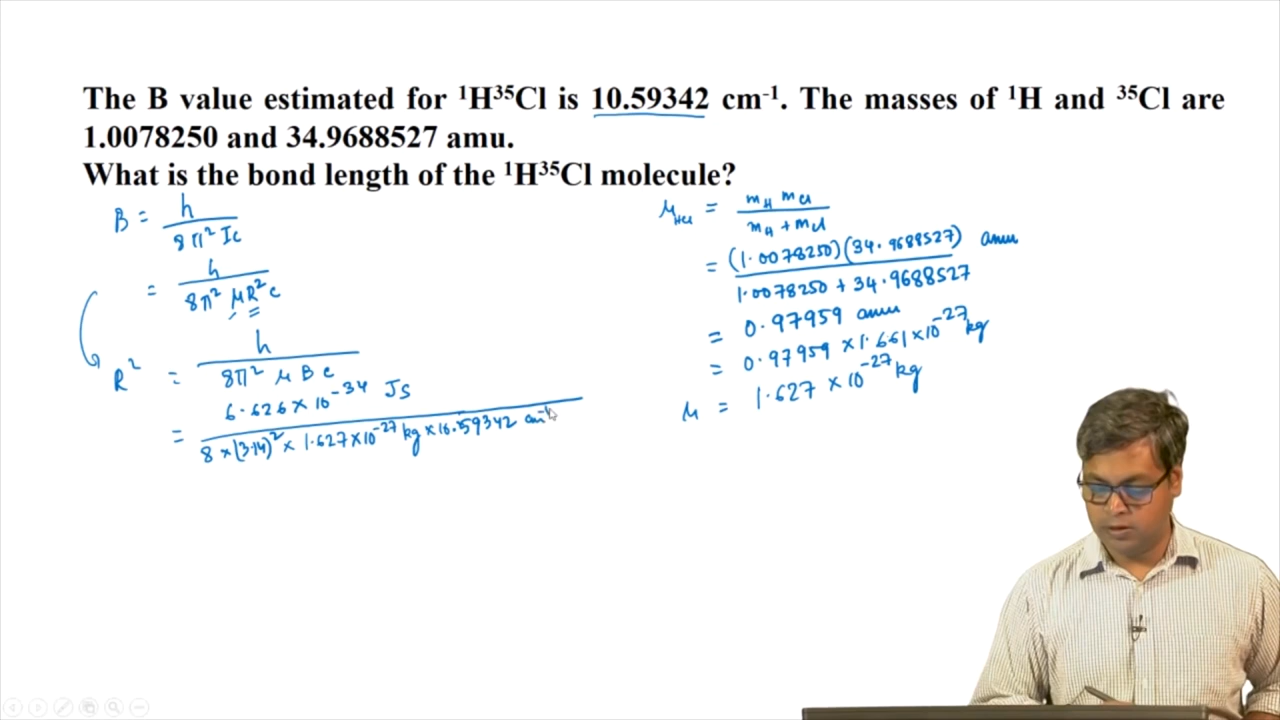 The B value estimated for ¹H³⁵Cl is 10.59342 cm⁻¹. The masses of ¹H and ³⁵Cl are
1.0078250 and 34.9688527 amu.
What is the bond length of the ¹H³⁵Cl molecule?
B = h / 8π² Ic
= h / 8π² μR² c
R² = h / 8π² μ B c
= 6.626 × 10⁻³⁴ Js / 8 × (3.14)² × 1.627 × 10⁻²⁷ kg × 10.59342 cm⁻¹
μHCl = mH mCl / mH + mCl
= (1.0078250)(34.9688527) / 1.0078250 + 34.9688527 amu
= 0.97959 amu
= 0.97959 × 1.661 × 10⁻²⁷ kg
μ = 1.627 × 10⁻²⁷ kg